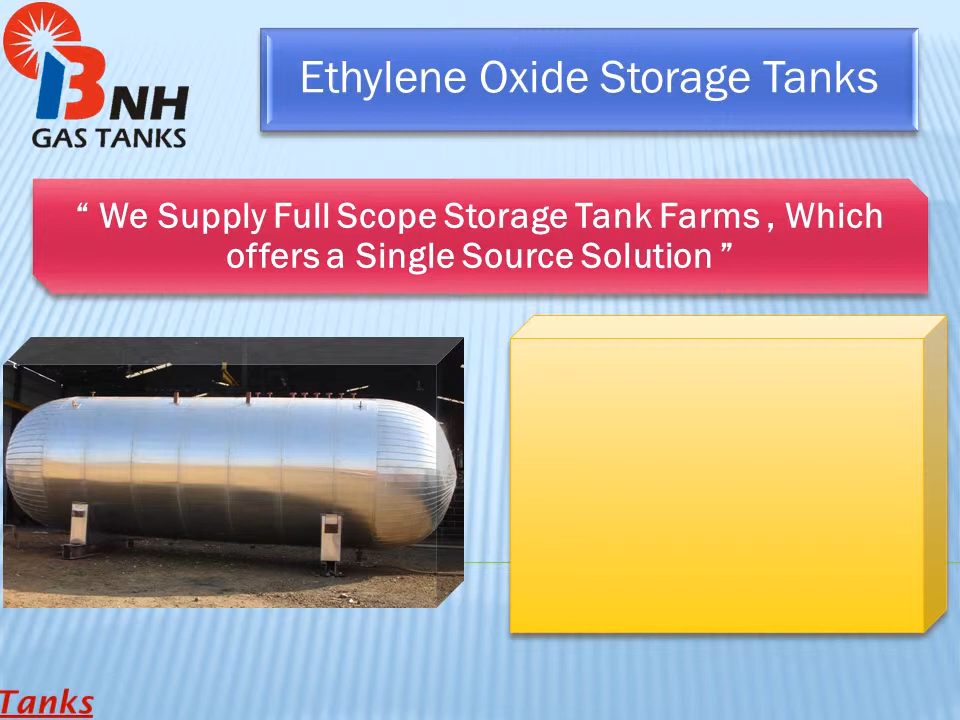 BNH
GAS TANKS
Ethylene Oxide Storage Tanks
“ We Supply Full Scope Storage Tank Farms , Which
offers a Single Source Solution ”
Tanks